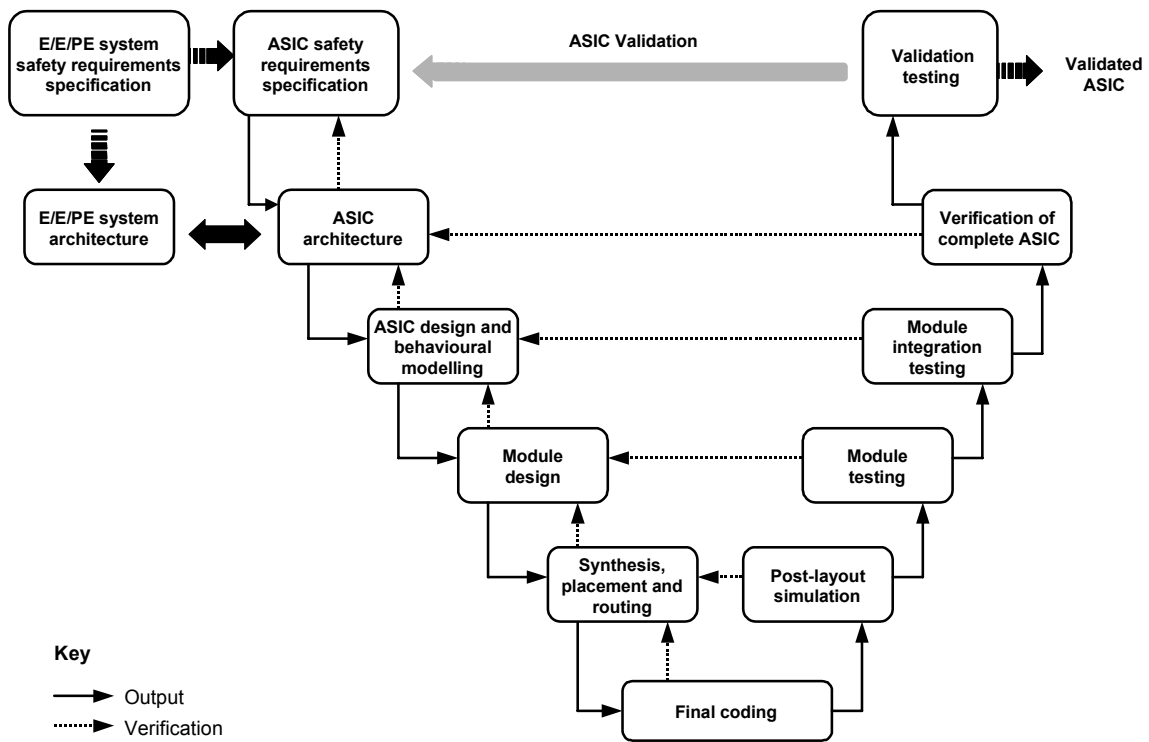 E/E/PE system
safety requirements
specification
ASIC safety
requirements
specification
ASIC Validation
Validation
testing
Validated
ASIC
E/E/PE system
architecture
ASIC
architecture
Verification of
complete ASIC
ASIC design and
behavioural
modelling
Module
integration
testing
Module
design
Module
testing
Synthesis,
placement and
routing
Post-layout
simulation
Final coding
Key
Output
Verification